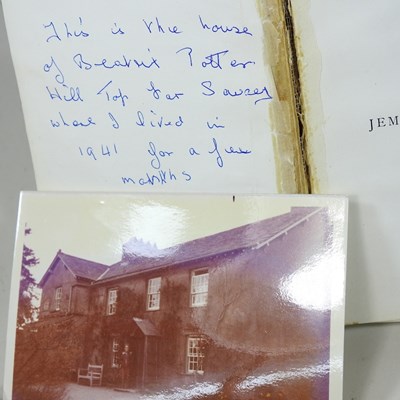 This is the house
of Beatrix Potter
Hill Top Far Sawrey
where I lived in
1941 for a few
months
JEM